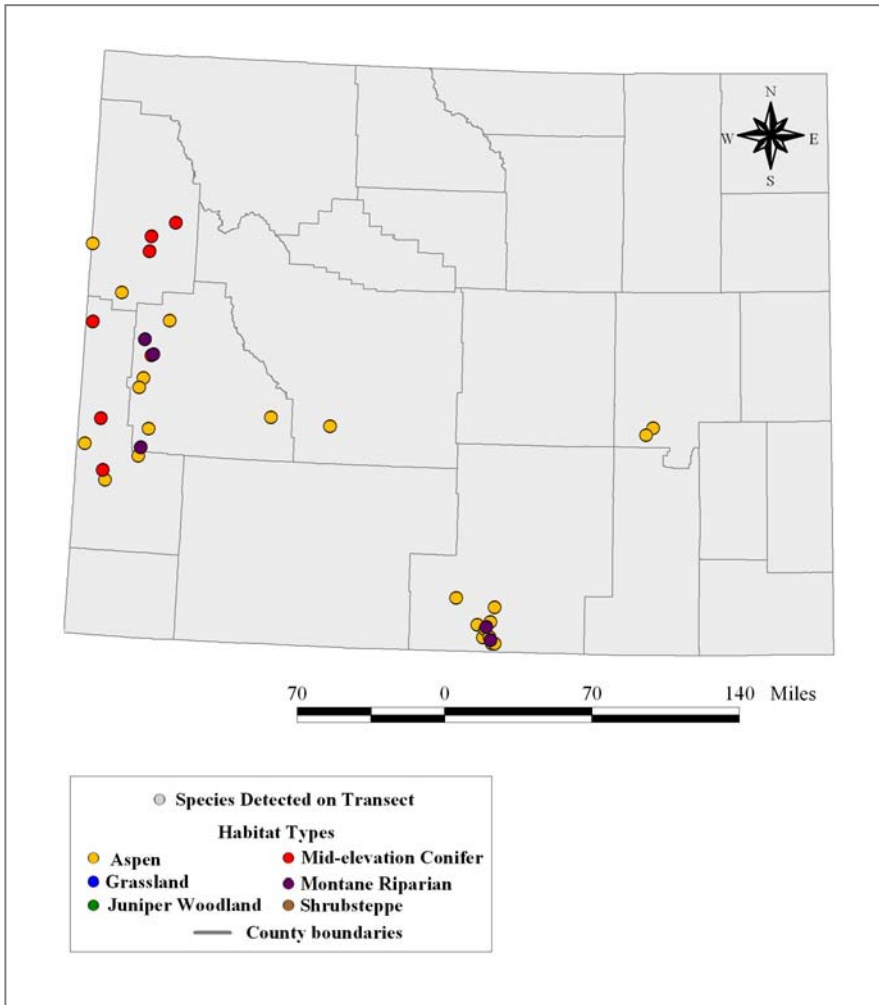 N
W E
S
70 0 70 140 Miles
Species Detected on Transect
Habitat Types
Aspen Mid-elevation Conifer
Grassland Montane Riparian
Juniper Woodland Shrubsteppe
County boundaries